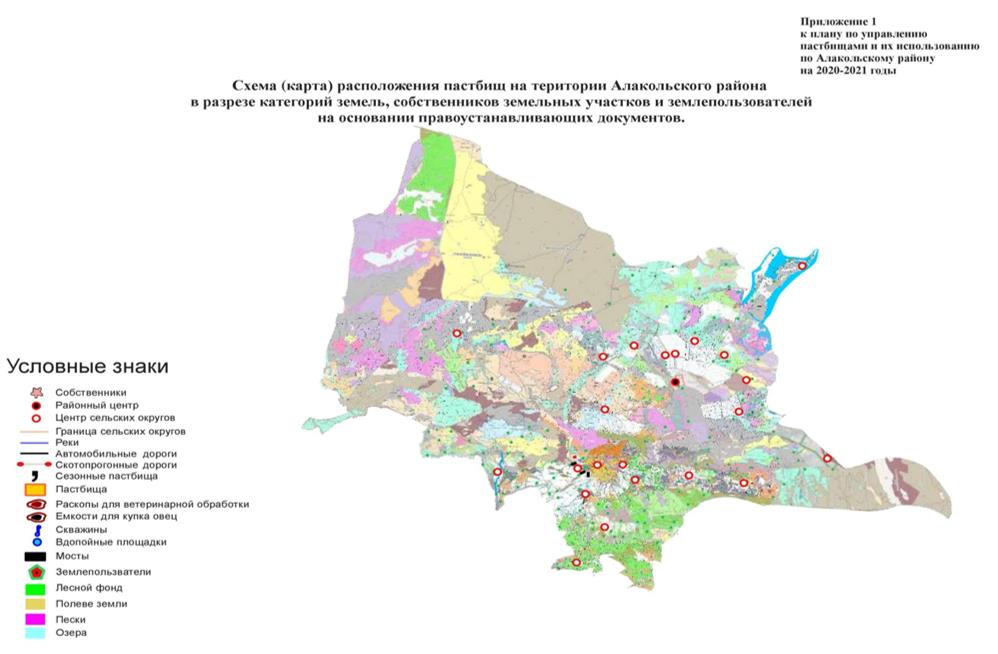 Приложение 1
к плану по управлению
пастбищами и их использованию
по Алакольскому району
на 2020-2021 годы
Схема (карта) расположения пастбищ на територии Алакольского района
в разрезе категорий земель, собственников земельных участков и землепользователей
на основании правоустанавливающих документов.
Условные знаки
Собственники
Районный центр
Центр сельских округов
Граница сельских округов
Реки
Автомобильные дороги
Скотопрогонные дороги
Сезонные пастбища
Пастбища
Расколы для ветеринарной обработки
Емкости для купка овец
Скважины
Вдопойные площадки
Мосты
Землепользватели
Лесной фонд
Полеве земли
Пески
Озера